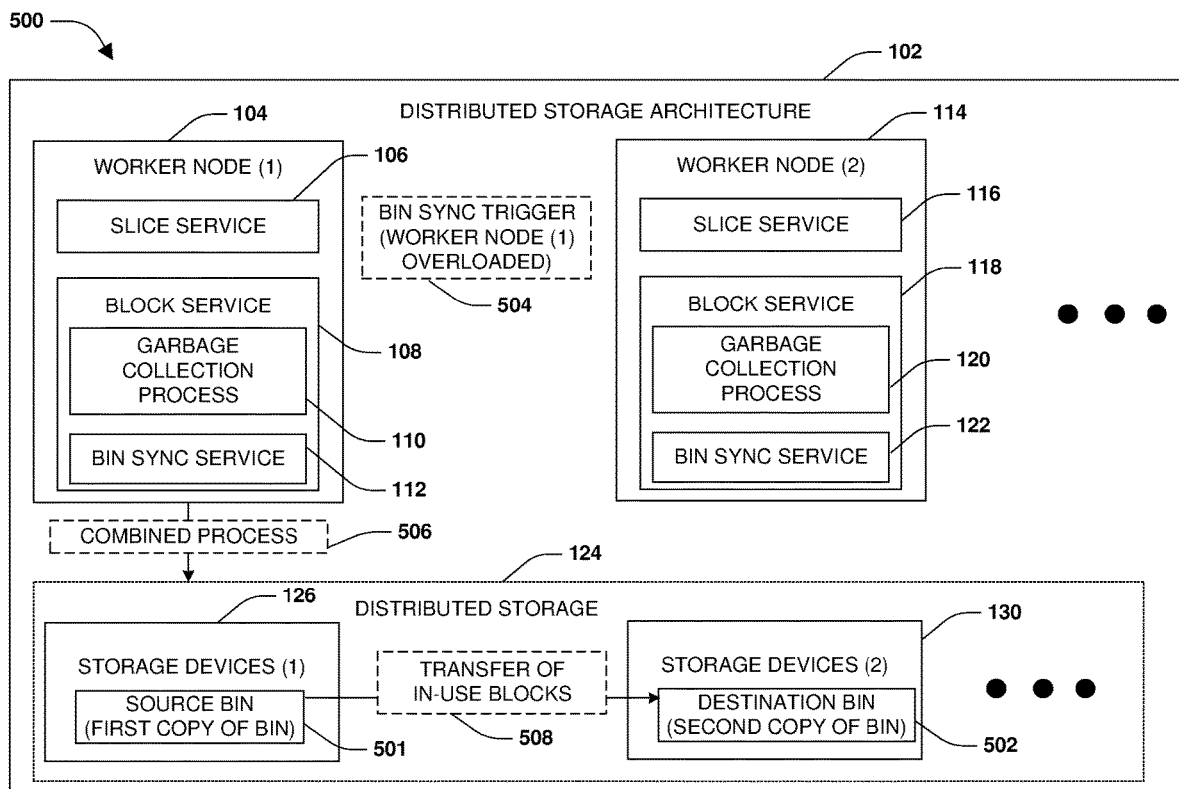 500
102
DISTRIBUTED STORAGE ARCHITECTURE
104
WORKER NODE (1)
106
SLICE SERVICE
BLOCK SERVICE
108
GARBAGE
COLLECTION
PROCESS
110
BIN SYNC SERVICE
112
BIN SYNC TRIGGER
(WORKER NODE (1)
OVERLOADED)
504
114
WORKER NODE (2)
SLICE SERVICE
116
118
BLOCK SERVICE
GARBAGE
COLLECTION
PROCESS
120
122
BIN SYNC SERVICE
COMBINED PROCESS
506
124
DISTRIBUTED STORAGE
126
STORAGE DEVICES (1)
SOURCE BIN
(FIRST COPY OF BIN)
501
TRANSFER OF
IN-USE BLOCKS
508
130
STORAGE DEVICES (2)
DESTINATION BIN
(SECOND COPY OF BIN)
502